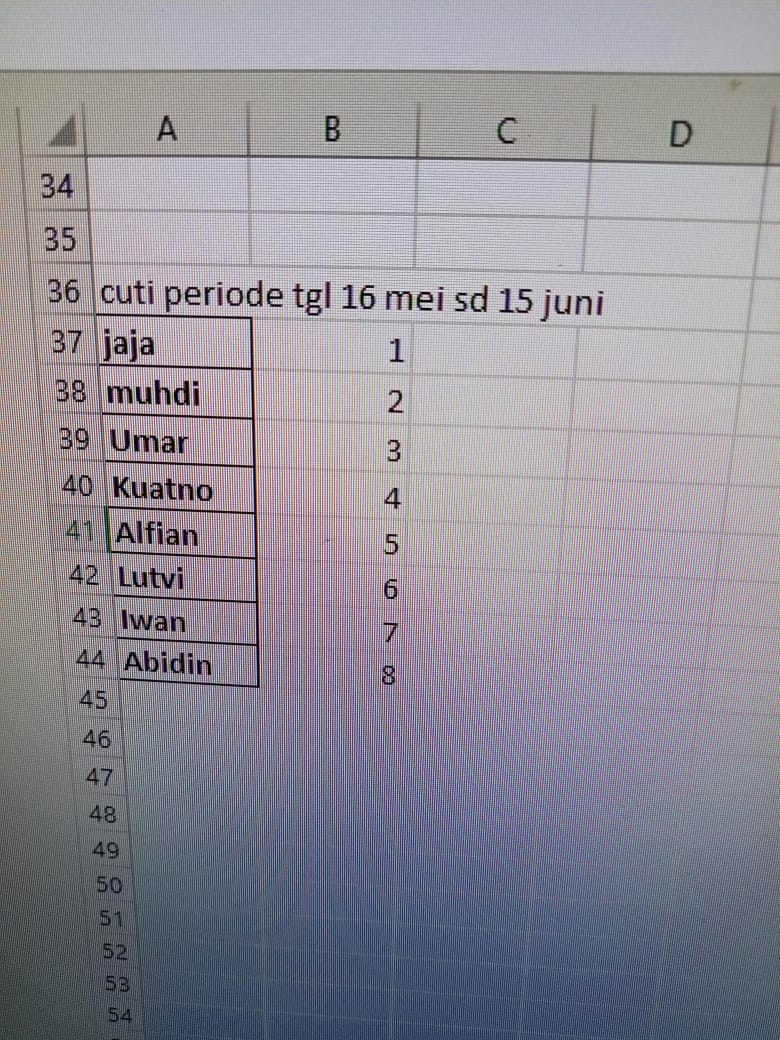 A B C D
34
35
36 cuti periode tgl 16 mei sd 15 juni
37 jaja 1
38 muhdi 2
39 Umar 3
40 Kuatno 4
41 Alfian 5
42 Lutvi 6
43 Iwan 7
44 Abidin 8
45
46
47
48
49
50
51
52
53
54